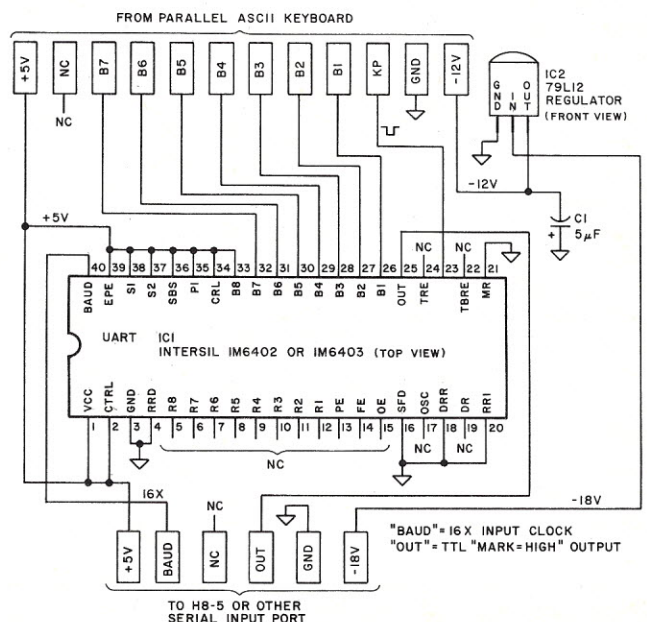 FROM PARALLEL ASCII KEYBOARD
+5V NC B7 B6 B5 B4 B3 B2 B1 KP GND -12V
GND IN OUT
IC2
79L12
REGULATOR
(FRONT VIEW)
NC
-12V
+5V
C1
5µF
+
NC NC
40 39 38 37 36 35 34 33 32 31 30 29 28 27 26 25 24 23 22 21
BAUD EPE S1 S2 SBS P1 CRL B8 B7 B6 B5 B4 B3 B2 B1 OUT TRE TBRE MR
UART IC1
INTERSIL IM6402 OR IM6403 (TOP VIEW)
VCC CTRL GND RRD R8 R7 R6 R5 R4 R3 R2 R1 PE FE OE SFD OSC DRR DR RR1
1 2 3 4 5 6 7 8 9 10 11 12 13 14 15 16 17 18 19 20
NC NC
NC
16X
-18V
NC
+5V BAUD NC OUT GND -18V
"BAUD"= 16X INPUT CLOCK
"OUT"= TTL "MARK=HIGH" OUTPUT
TO H8-5 OR OTHER
SERIAL INPUT PORT